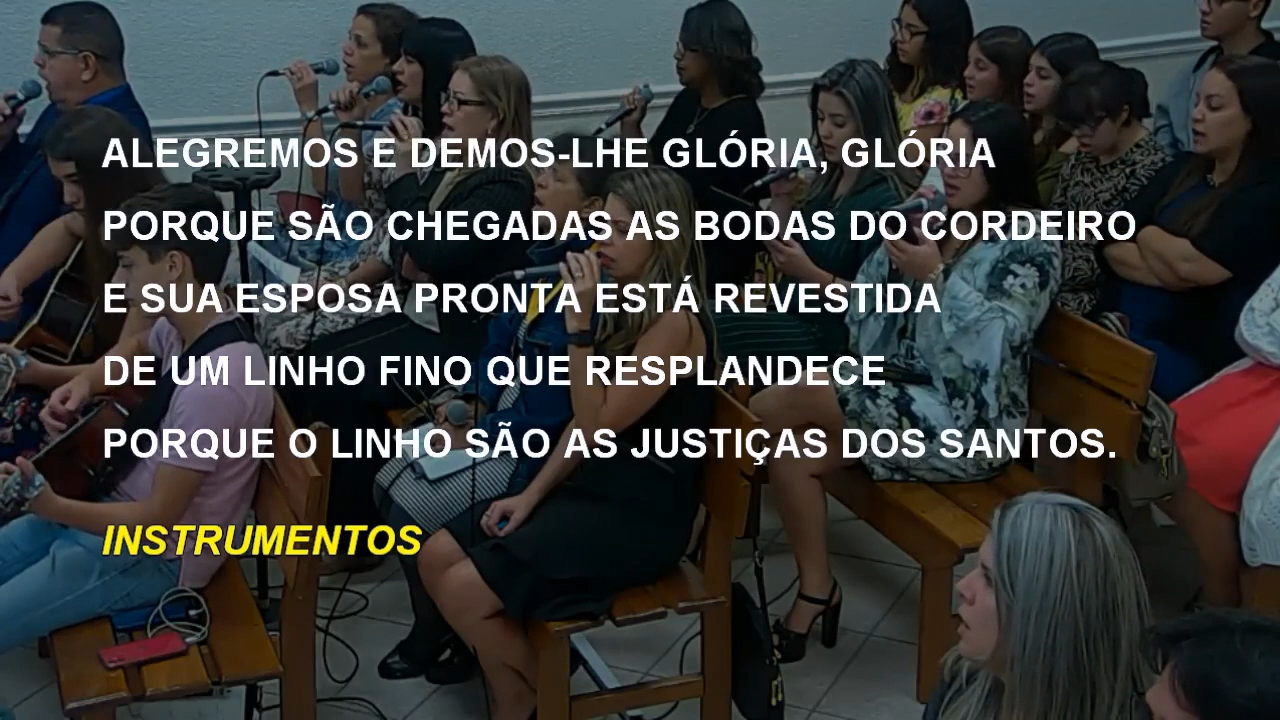 ALEGREMOS E DEMOS-LHE GLÓRIA, GLÓRIA
PORQUE SÃO CHEGADAS AS BODAS DO CORDEIRO
E SUA ESPOSA PRONTA ESTÁ REVESTIDA
DE UM LINHO FINO QUE RESPLANDECE
PORQUE O LINHO SÃO AS JUSTIÇAS DOS SANTOS.
INSTRUMENTOS